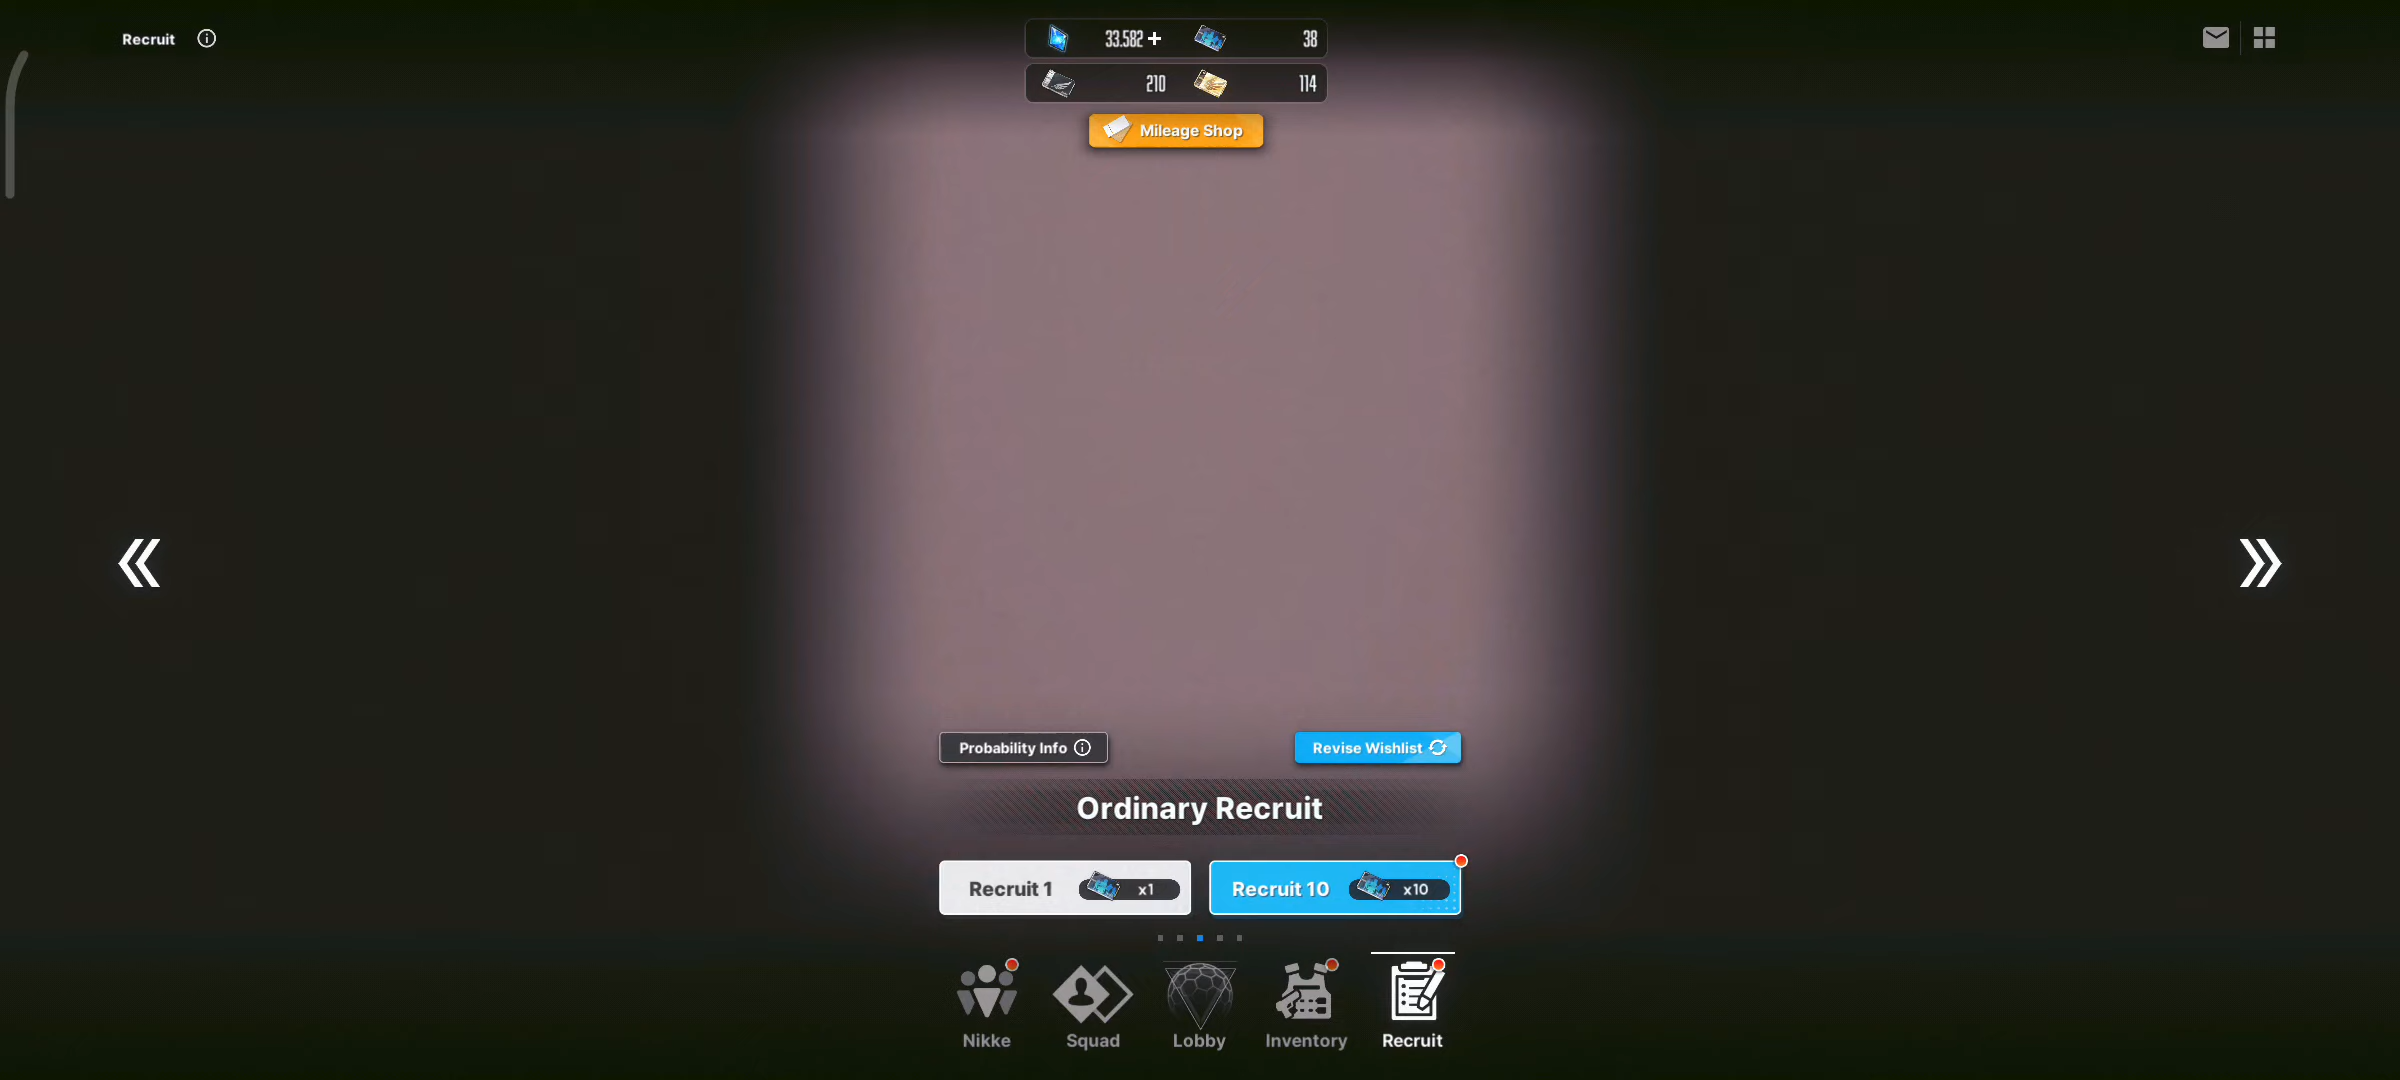 Recruit
33.582 38
210 114
Mileage Shop
Probability Info
Revise Wishlist
Ordinary Recruit
Recruit 1 x1
Recruit 10 x10
Nikke
Squad
Lobby
Inventory
Recruit